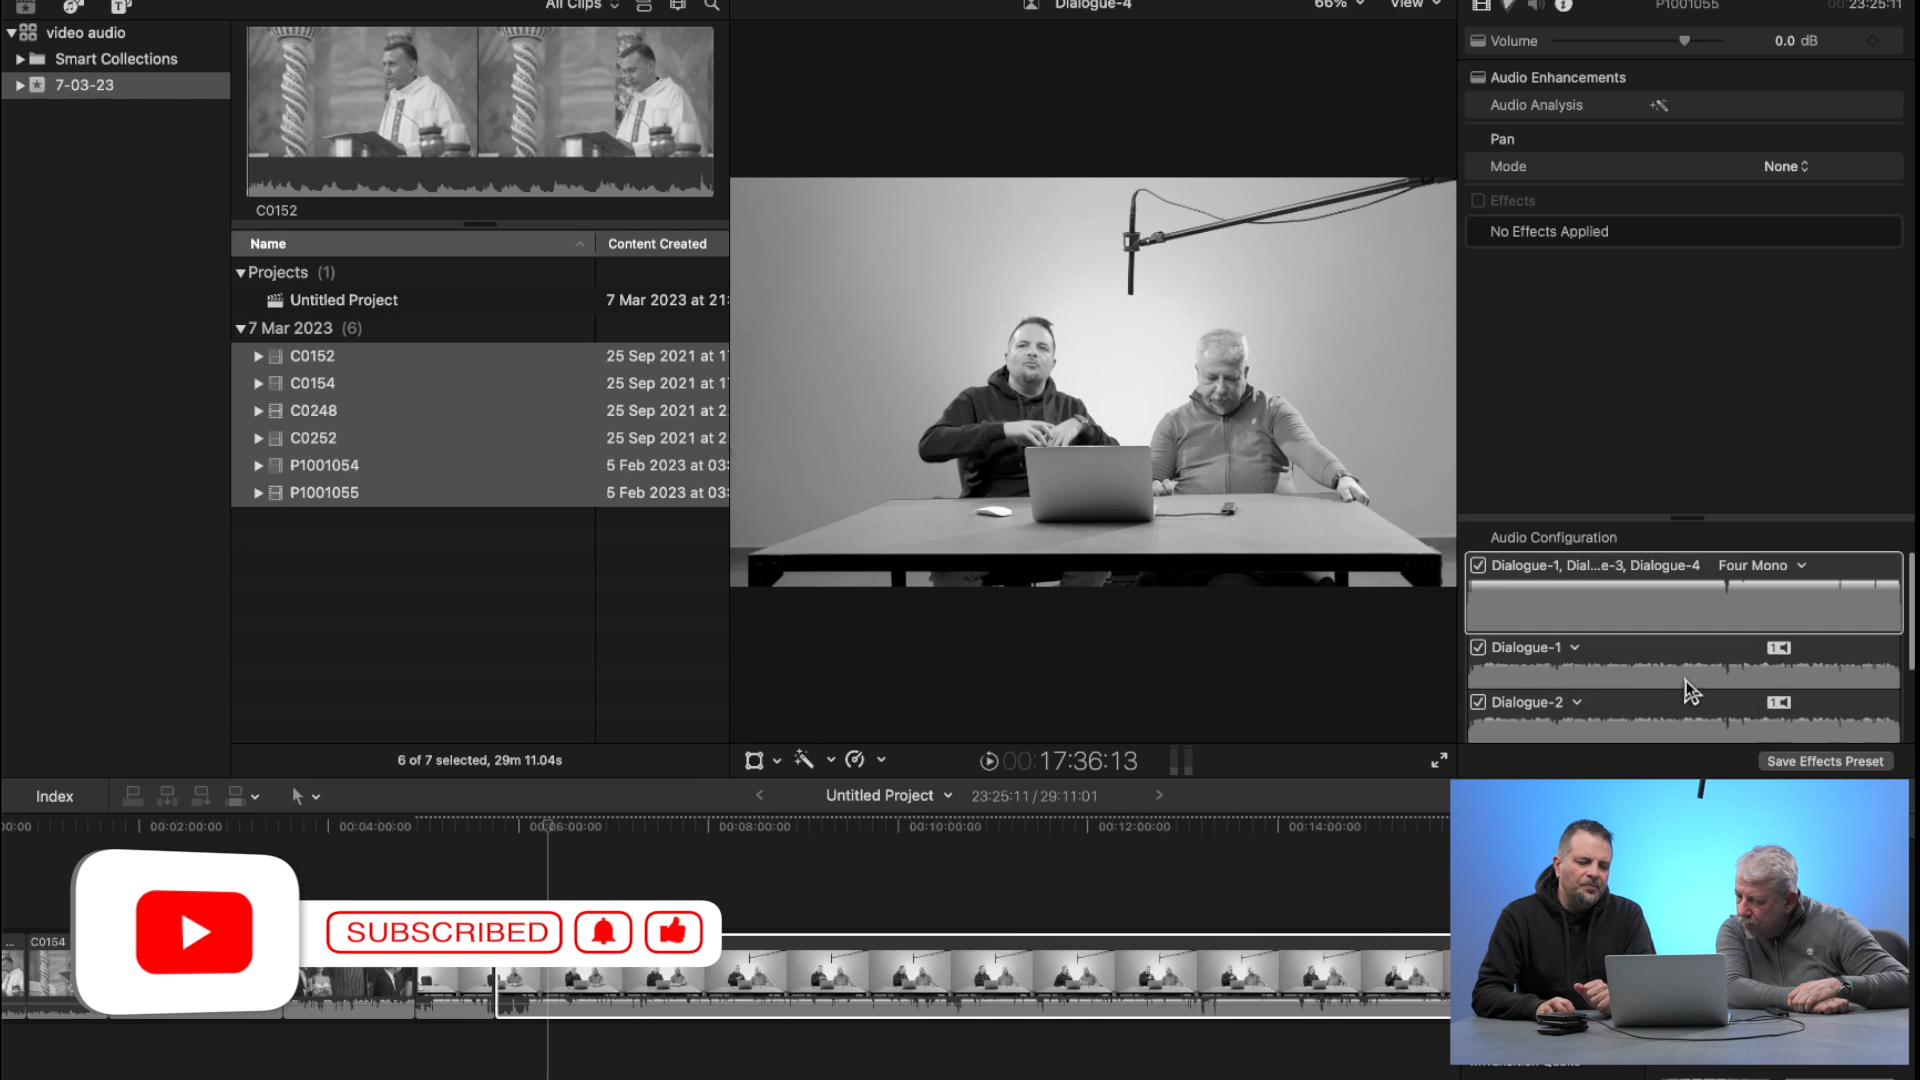 All Clips
Dialogue-4
66%
View
P1001055
00:23:25:11
video audio
Smart Collections
7-03-23
Volume
0.0 dB
Audio Enhancements
Audio Analysis
Pan
Mode
None
Effects
No Effects Applied
C0152
Name
Content Created
Projects (1)
Untitled Project
7 Mar 2023 at 21:
7 Mar 2023 (6)
C0152
25 Sep 2021 at 1
C0154
25 Sep 2021 at 1
C0248
25 Sep 2021 at 2
C0252
25 Sep 2021 at 2
P1001054
5 Feb 2023 at 03:
P1001055
5 Feb 2023 at 03:
6 of 7 selected, 29m 11.04s
00:17:36:13
Audio Configuration
Dialogue-1, Dial...e-3, Dialogue-4
Four Mono
Dialogue-1
1
Dialogue-2
1
Save Effects Preset
Index
Untitled Project
23:25:11 / 29:11:01
00:00
00:02:00:00
00:04:00:00
00:06:00:00
00:08:00:00
00:10:00:00
00:12:00:00
00:14:00:00
...
C0154
SUBSCRIBED